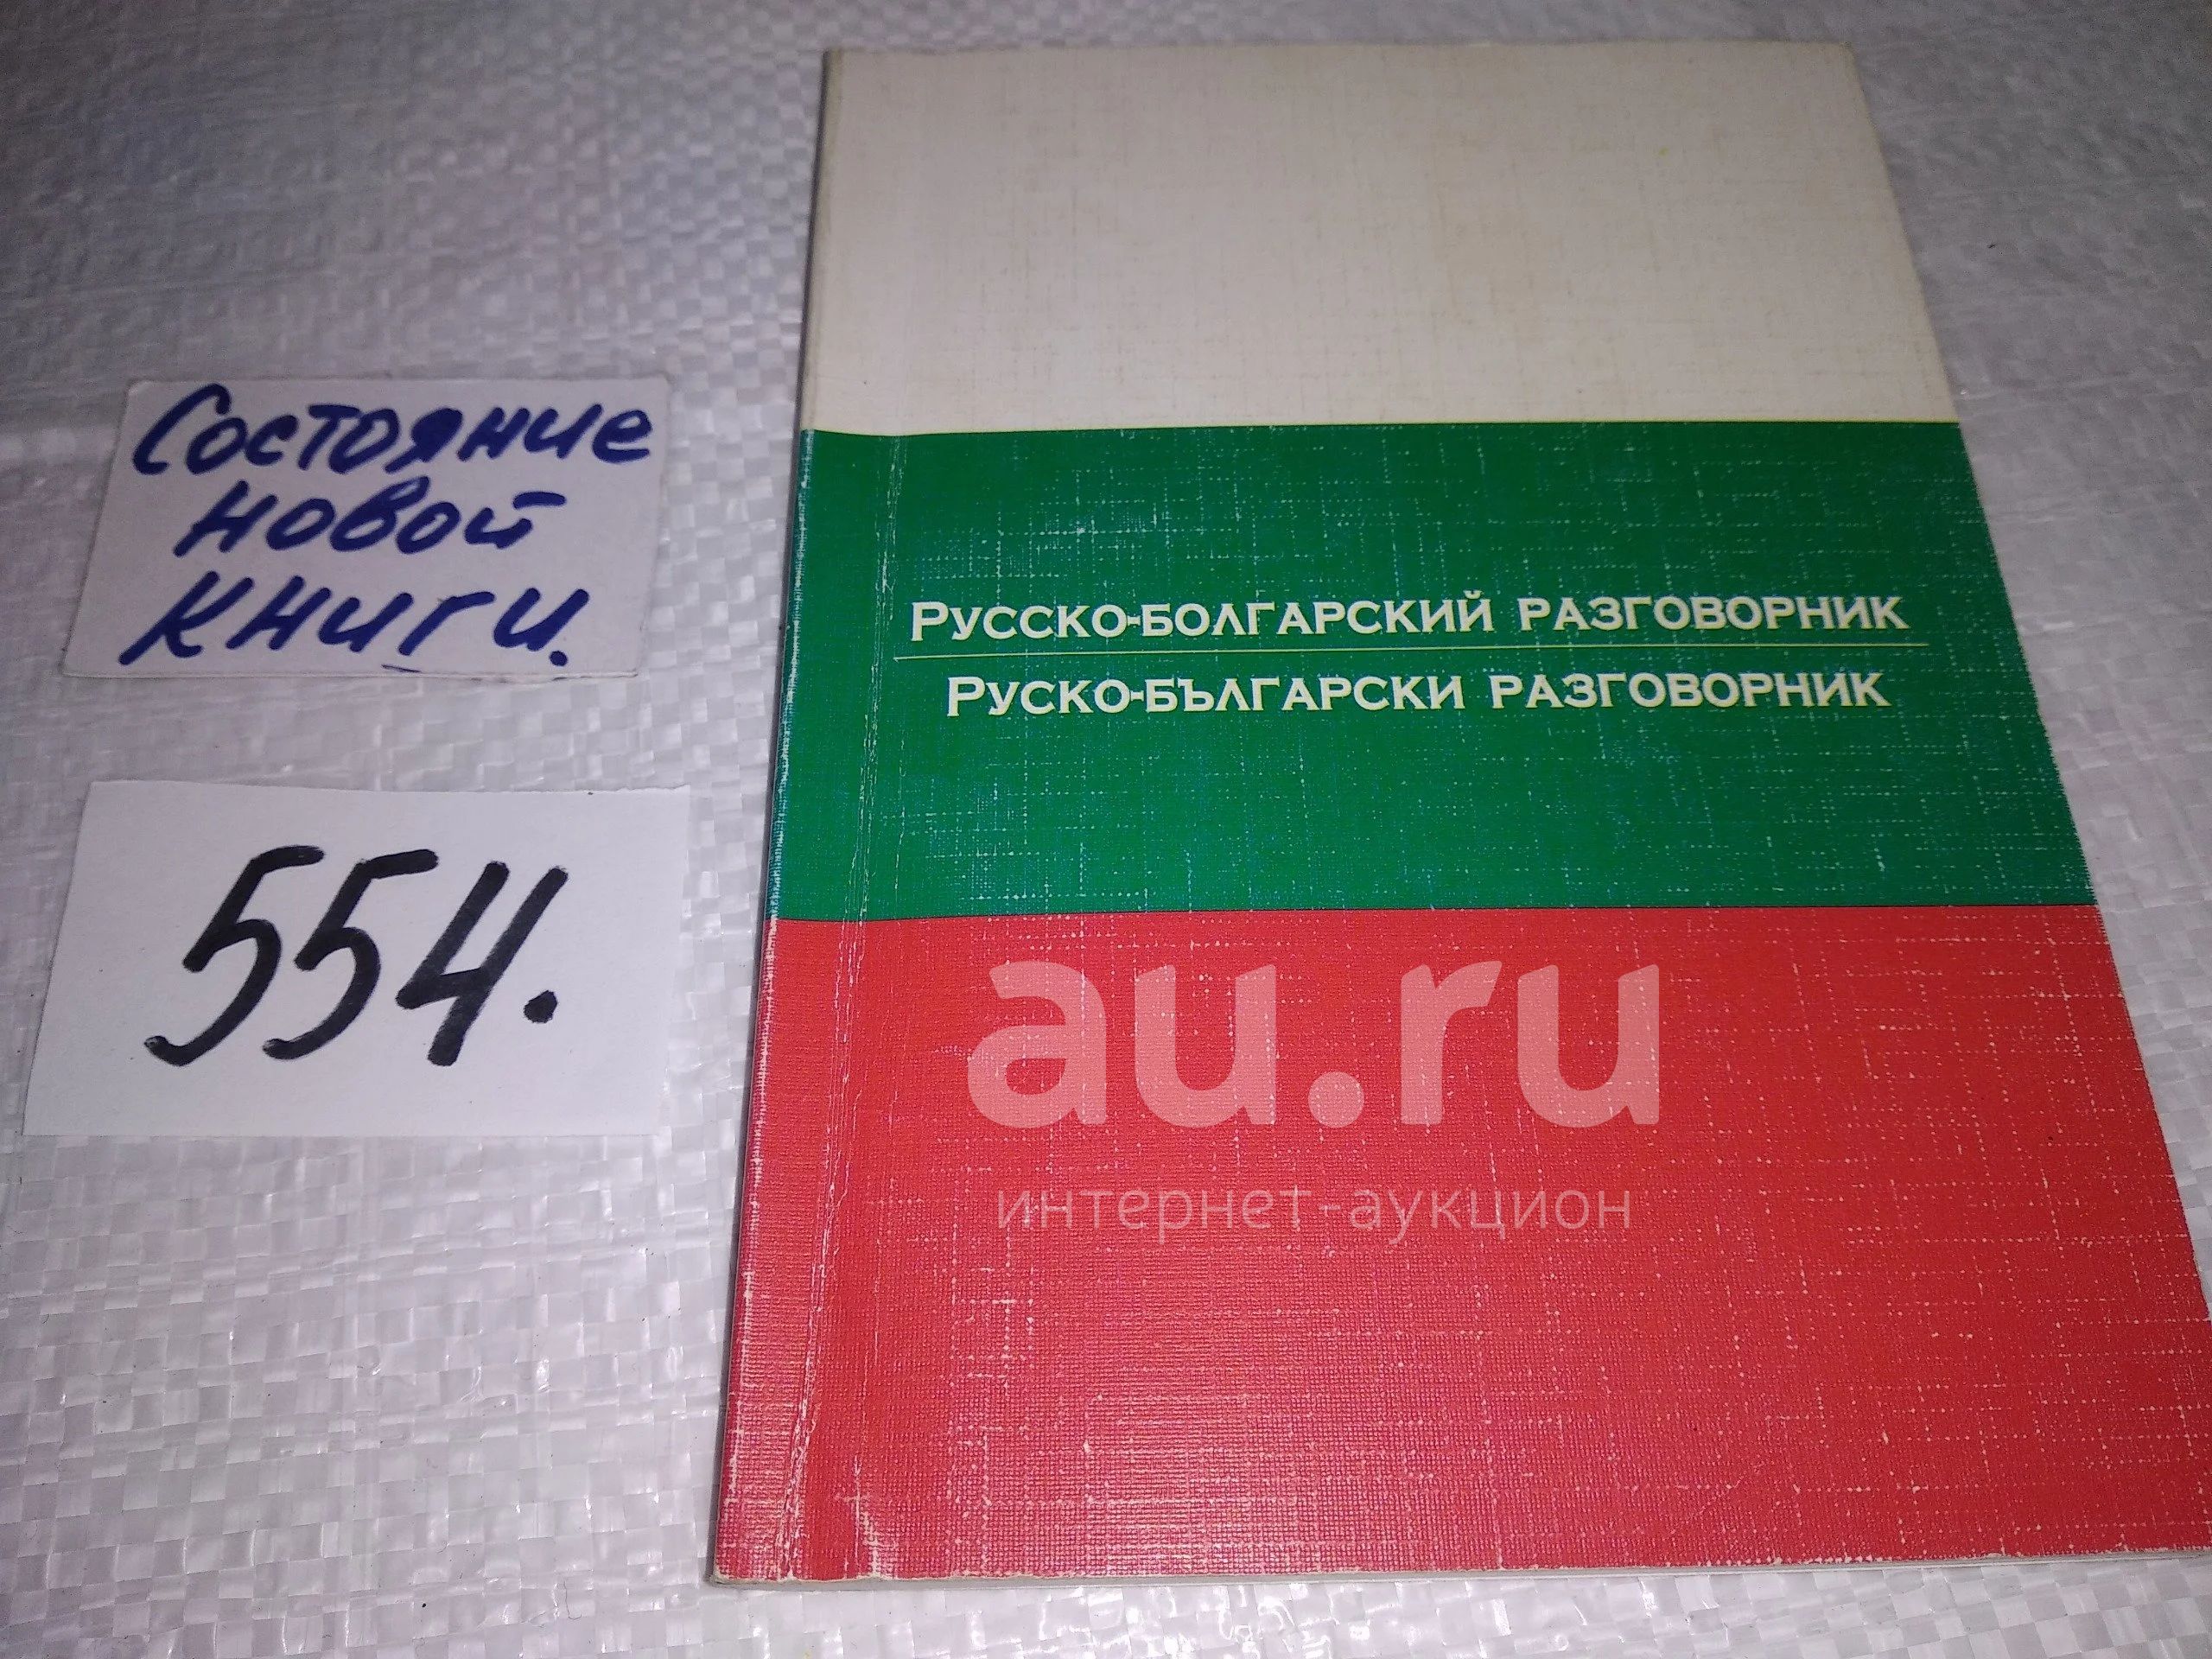 Состояние
новой
книги.
554.
Русско-болгарский разговорник
Руско-български разговорник
au.ru
интернет-аукцион